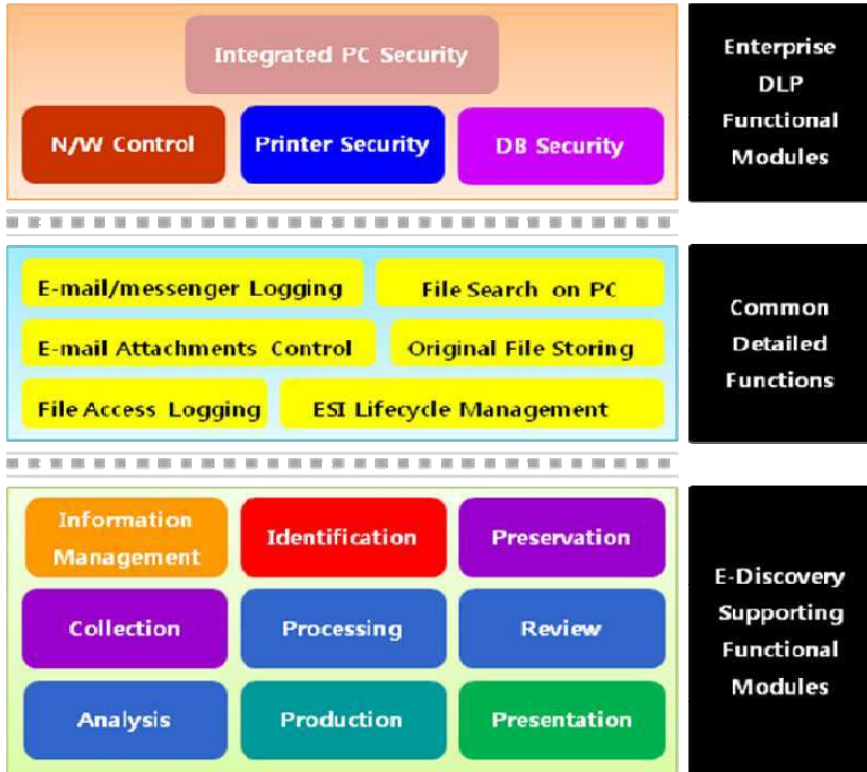 Integrated PC Security
N/W Control
Printer Security
DB Security
Enterprise
DLP
Functional
Modules
E-mail/messenger Logging
File Search on PC
E-mail Attachments Control
Original File Storing
File Access Logging
ESI Lifecycle Management
Common
Detailed
Functions
Information
Management
Identification
Preservation
Collection
Processing
Review
Analysis
Production
Presentation
E-Discovery
Supporting
Functional
Modules